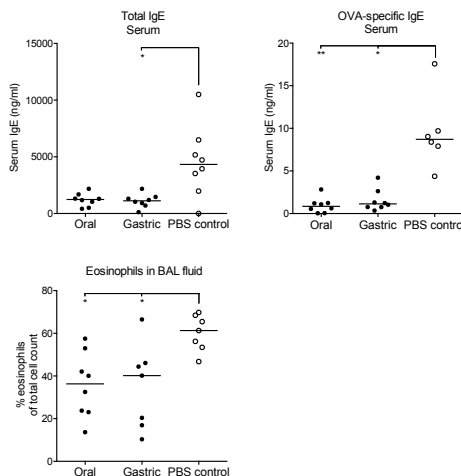 Total IgE
Serum
*
15000
10000
5000
0
Serum IgE (ng/ml)
Oral
Gastric
PBS control
OVA-specific IgE
Serum
**
*
20
15
10
5
0
Serum IgE (ng/ml)
Oral
Gastric
PBS control
Eosinophils in BAL fluid
*
*
80
60
40
20
0
% eosinophils
of total cell count
Oral
Gastric
PBS control